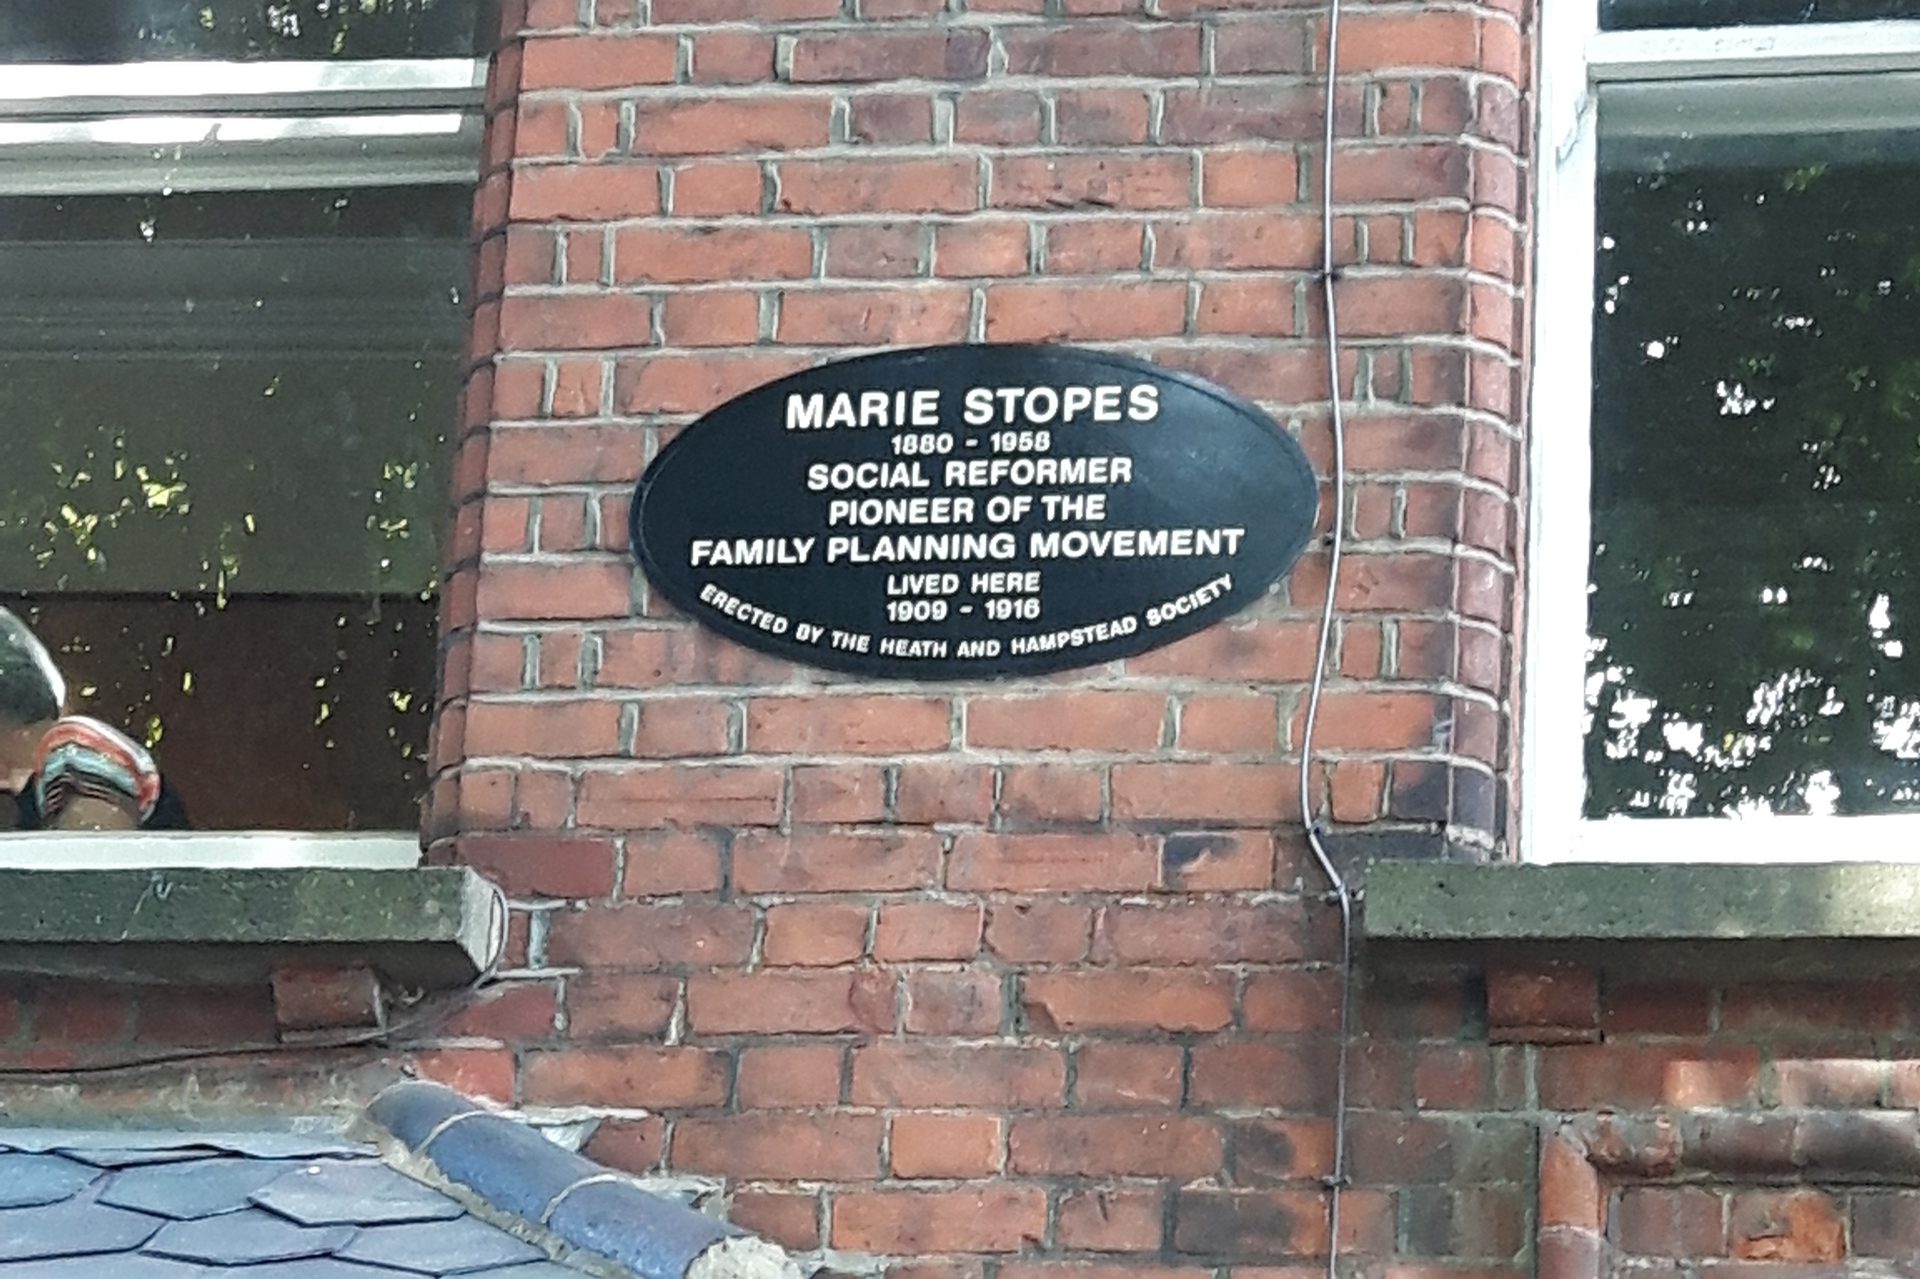 MARIE STOPES
1880 - 1958
SOCIAL REFORMER
PIONEER OF THE
FAMILY PLANNING MOVEMENT
LIVED HERE
1909 - 1916
ERECTED BY THE HEATH AND HAMPSTEAD SOCIETY